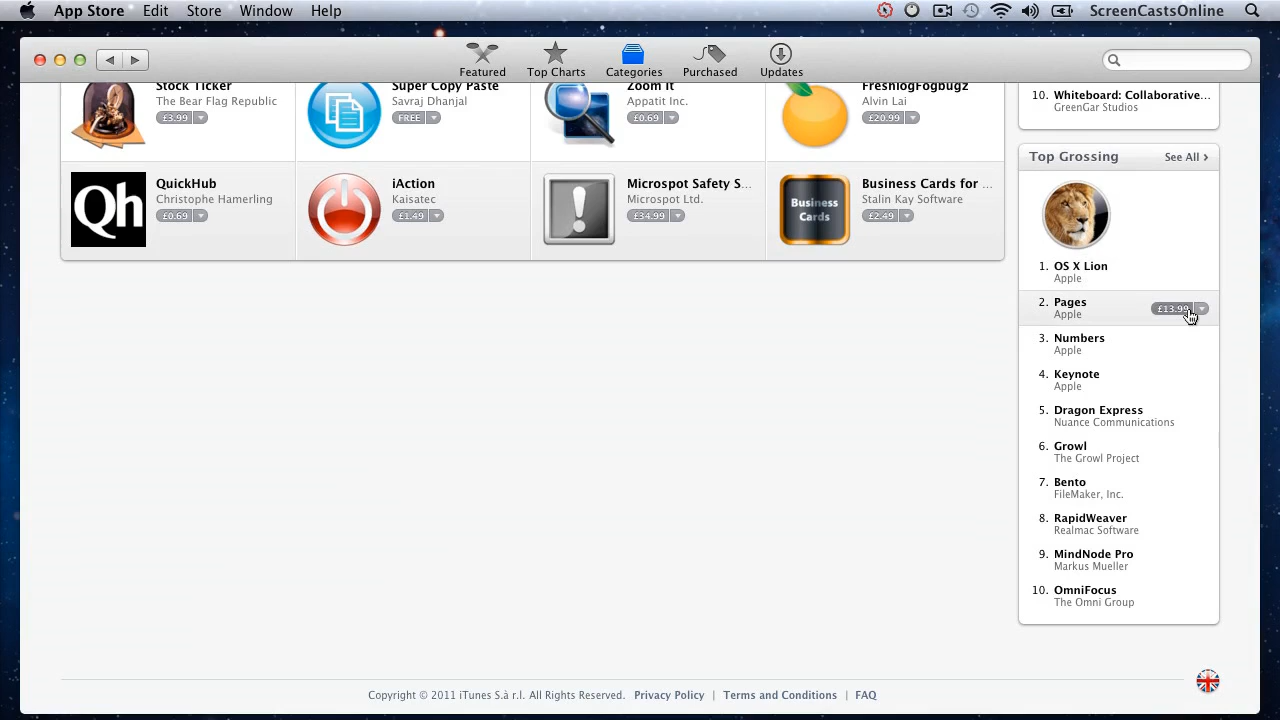 App Store Edit Store Window Help ScreenCastsOnline
Featured Top Charts Categories Purchased Updates
Stock Ticker
The Bear Flag Republic
£3.99
Super Copy Paste
Savraj Dhanjal
FREE
Zoom It
Appatit Inc.
£0.69
FreshlogFogbugz
Alvin Lai
£20.99
Qh
QuickHub
Christophe Hamerling
£0.69
iAction
Kaisatec
£1.49
Microspot Safety S...
Microspot Ltd.
£34.99
Business
Cards
Business Cards for ...
Stalin Kay Software
£2.49
10. Whiteboard: Collaborative...
GreenGar Studios
Top Grossing See All ›
1. OS X Lion
Apple
2. Pages
Apple
£13.99
3. Numbers
Apple
4. Keynote
Apple
5. Dragon Express
Nuance Communications
6. Growl
The Growl Project
7. Bento
FileMaker, Inc.
8. RapidWeaver
Realmac Software
9. MindNode Pro
Markus Mueller
10. OmniFocus
The Omni Group
Copyright © 2011 iTunes S.à r.l. All Rights Reserved. Privacy Policy | Terms and Conditions | FAQ